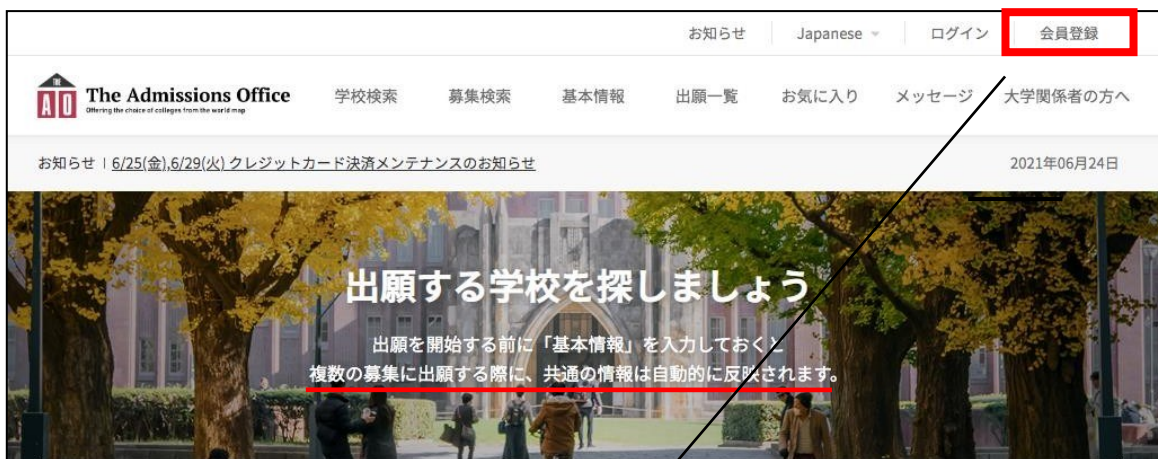 お知らせ Japanese ログイン 会員登録
THE
AO The Admissions Office 学校検索 募集検索 基本情報 出願一覧 お気に入り メッセージ 大学関係者の方へ
Offering the choice of colleges from the world map
お知らせ | 6/25(金),6/29(火) クレジットカード決済メンテナンスのお知らせ 2021年06月24日
出願する学校を探しましょう
出願を開始する前に「基本情報」を入力しておくと
複数の募集に出願する際に、共通の情報は自動的に反映されます。